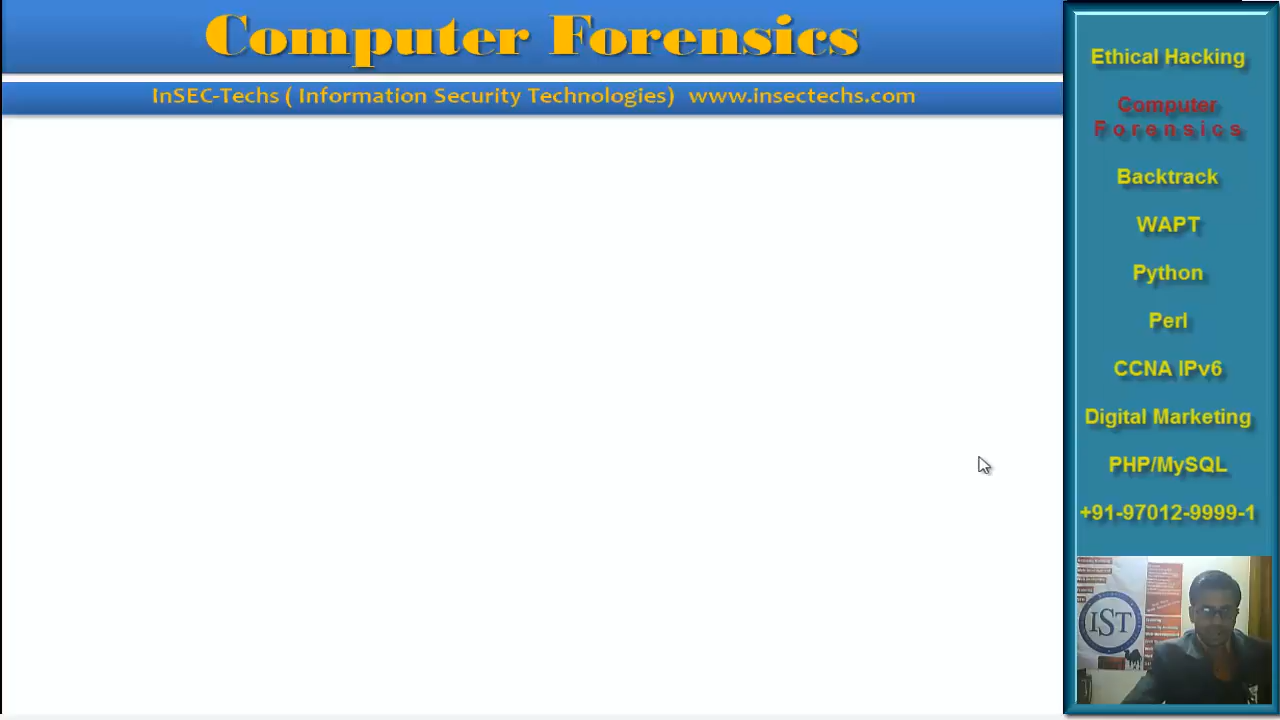 Computer Forensics
InSEC-Techs ( Information Security Technologies) www.insectechs.com
Ethical Hacking
Computer
Forensics
Backtrack
WAPT
Python
Perl
CCNA IPv6
Digital Marketing
PHP/MySQL
+91-97012-9999-1
IST